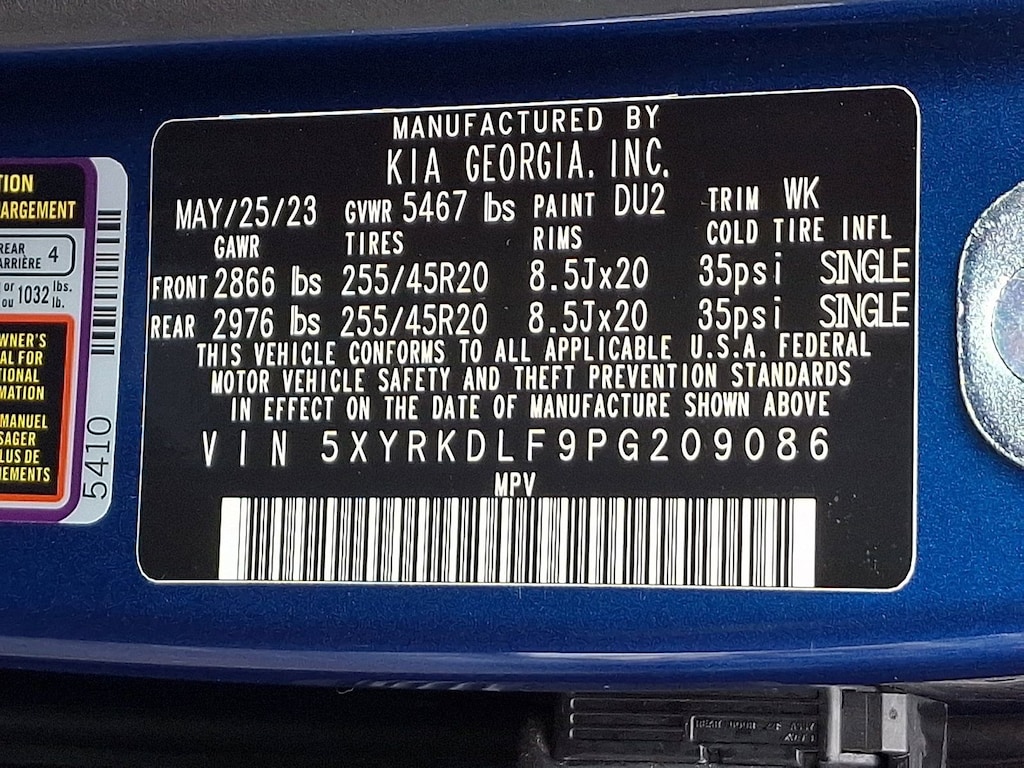 MANUFACTURED BY
KIA GEORGIA. INC.
MAY/25/23 GVWR 5467 lbs PAINT DU2 TRIM WK
GAWR TIRES RIMS COLD TIRE INFL
FRONT 2866 lbs 255/45R20 8.5Jx20 35psi SINGLE
REAR 2976 lbs 255/45R20 8.5Jx20 35psi SINGLE
THIS VEHICLE CONFORMS TO ALL APPLICABLE U.S.A. FEDERAL
MOTOR VEHICLE SAFETY AND THEFT PREVENTION STANDARDS
IN EFFECT ON THE DATE OF MANUFACTURE SHOWN ABOVE
VIN 5XYRKDLF9PG209086
MPV
TION
ARGEMENT
REAR
ARRIÈRE 4
or
ou 1032 lbs.
lb.
WNER'S
AL FOR
TIONAL
MATION
MANUEL
SAGER
LUS DE
NEMENTS
5410